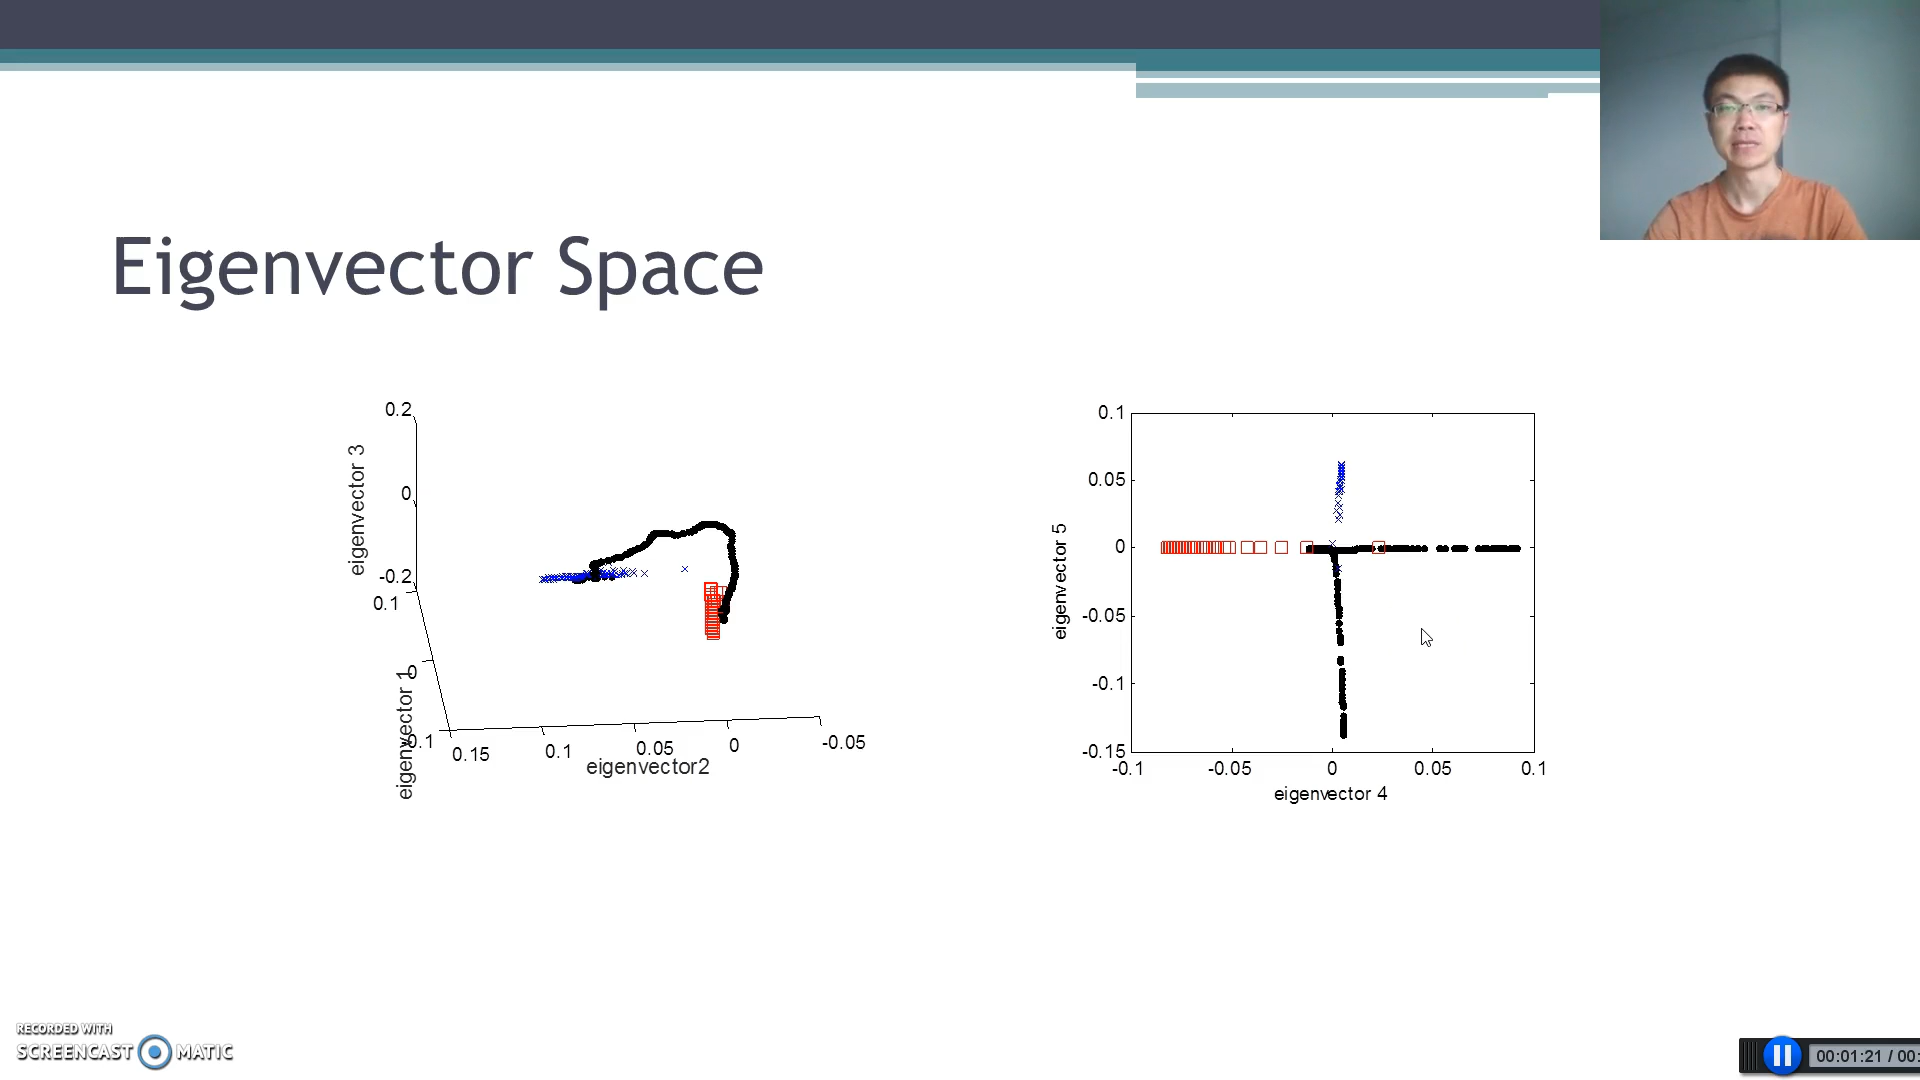 Eigenvector Space
0.2
0
-0.2
0.1
0
-0.1
eigenvector 3
eigenvector 1
0.15
0.1
0.05
0
-0.05
eigenvector2
0.1
0.05
0
-0.05
-0.1
-0.15
eigenvector 5
-0.1
-0.05
0
0.05
0.1
eigenvector 4
RECORDED WITH
SCREENCAST MATIC
00:01:21 / 00: